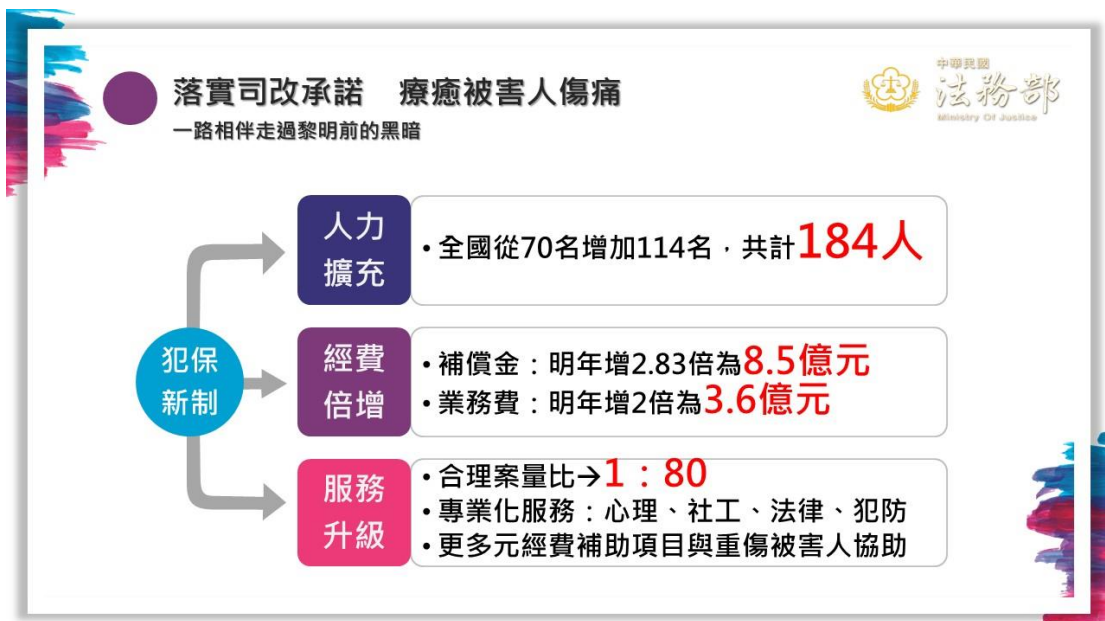 落實司改承諾 療癒被害人傷痛
一路相伴走過黎明前的黑暗
中華民國
法務部
Ministry Of Justice
犯保
新制
人力
擴充
•全國從70名增加114名，共計184人
經費
倍增
•補償金：明年增2.83倍為8.5億元
•業務費：明年增2倍為3.6億元
服務
升級
•合理案量比→1：80
•專業化服務：心理、社工、法律、犯防
•更多元經費補助項目與重傷被害人協助